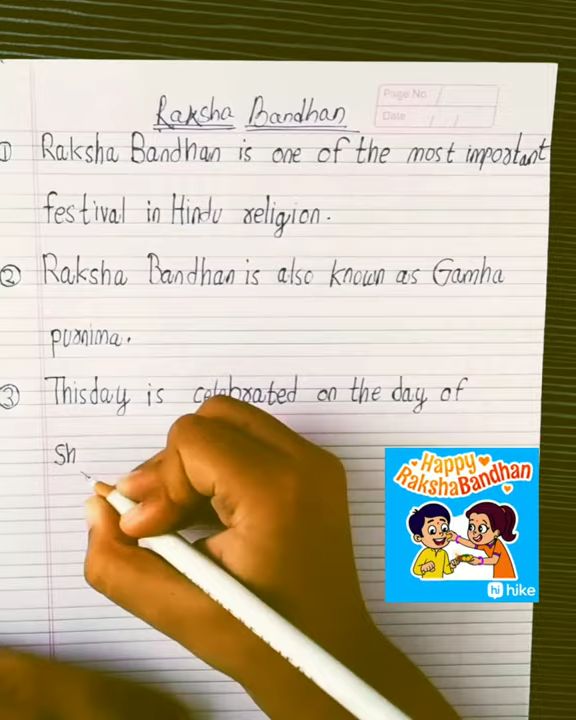 Raksha Bandhan
Page No
Date / /
① Raksha Bandhan is one of the most important
festival in Hindu religion.
② Raksha Bandhan is also known as Gamha
purnima.
③ Thisday is celebrated on the day of
Sh
Happy
RakshaBandhan
hi hike